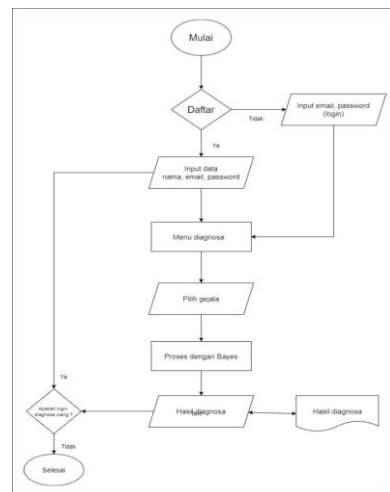 Mulai
Daftar
Tidak
Input email, password
(login)
Ya
Input data
nama, email, password
Menu diagnosa
Pilih gejala
Proses dengan Bayes
Ya
Apakah ingin
diagnosa ulang ?
Hasil diagnosa
Hasil diagnosa
Tidak
Selesai